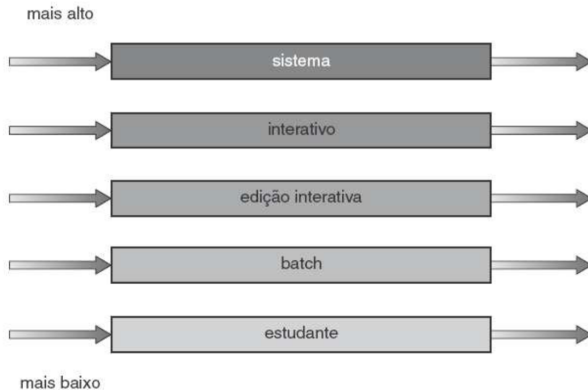 mais alto
sistema
interativo
edição interativa
batch
estudante
mais baixo